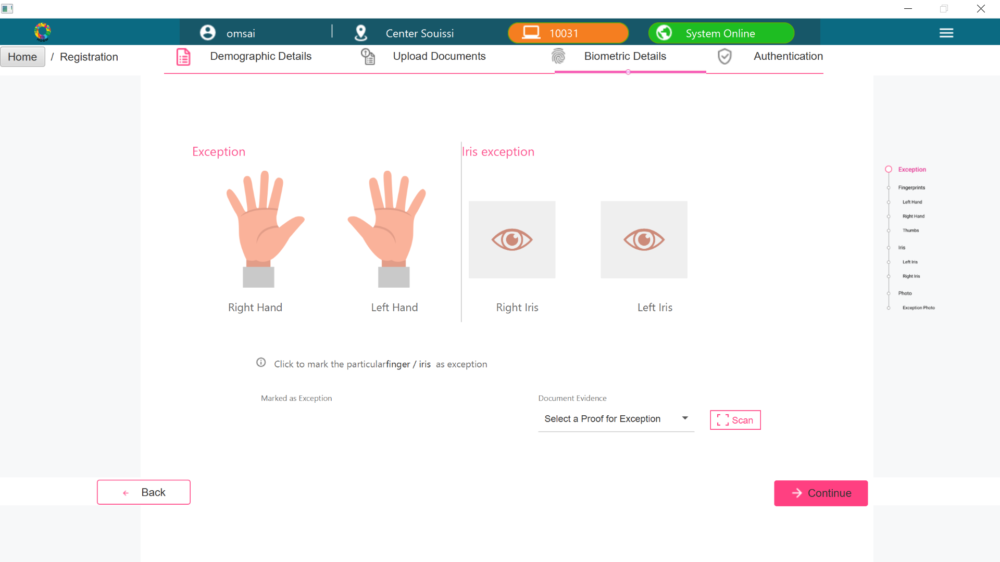 omsai
Center Souissi
10031
System Online
Home / Registration
Demographic Details
Upload Documents
Biometric Details
Authentication
Exception
Iris exception
Right Hand
Left Hand
Right Iris
Left Iris
Exception
Fingerprints
Left Hand
Right Hand
Thumbs
Iris
Left Iris
Right Iris
Photo
Exception Photo
Click to mark the particularfinger / iris as exception
Marked as Exception
Document Evidence
Select a Proof for Exception
Scan
Back
Continue